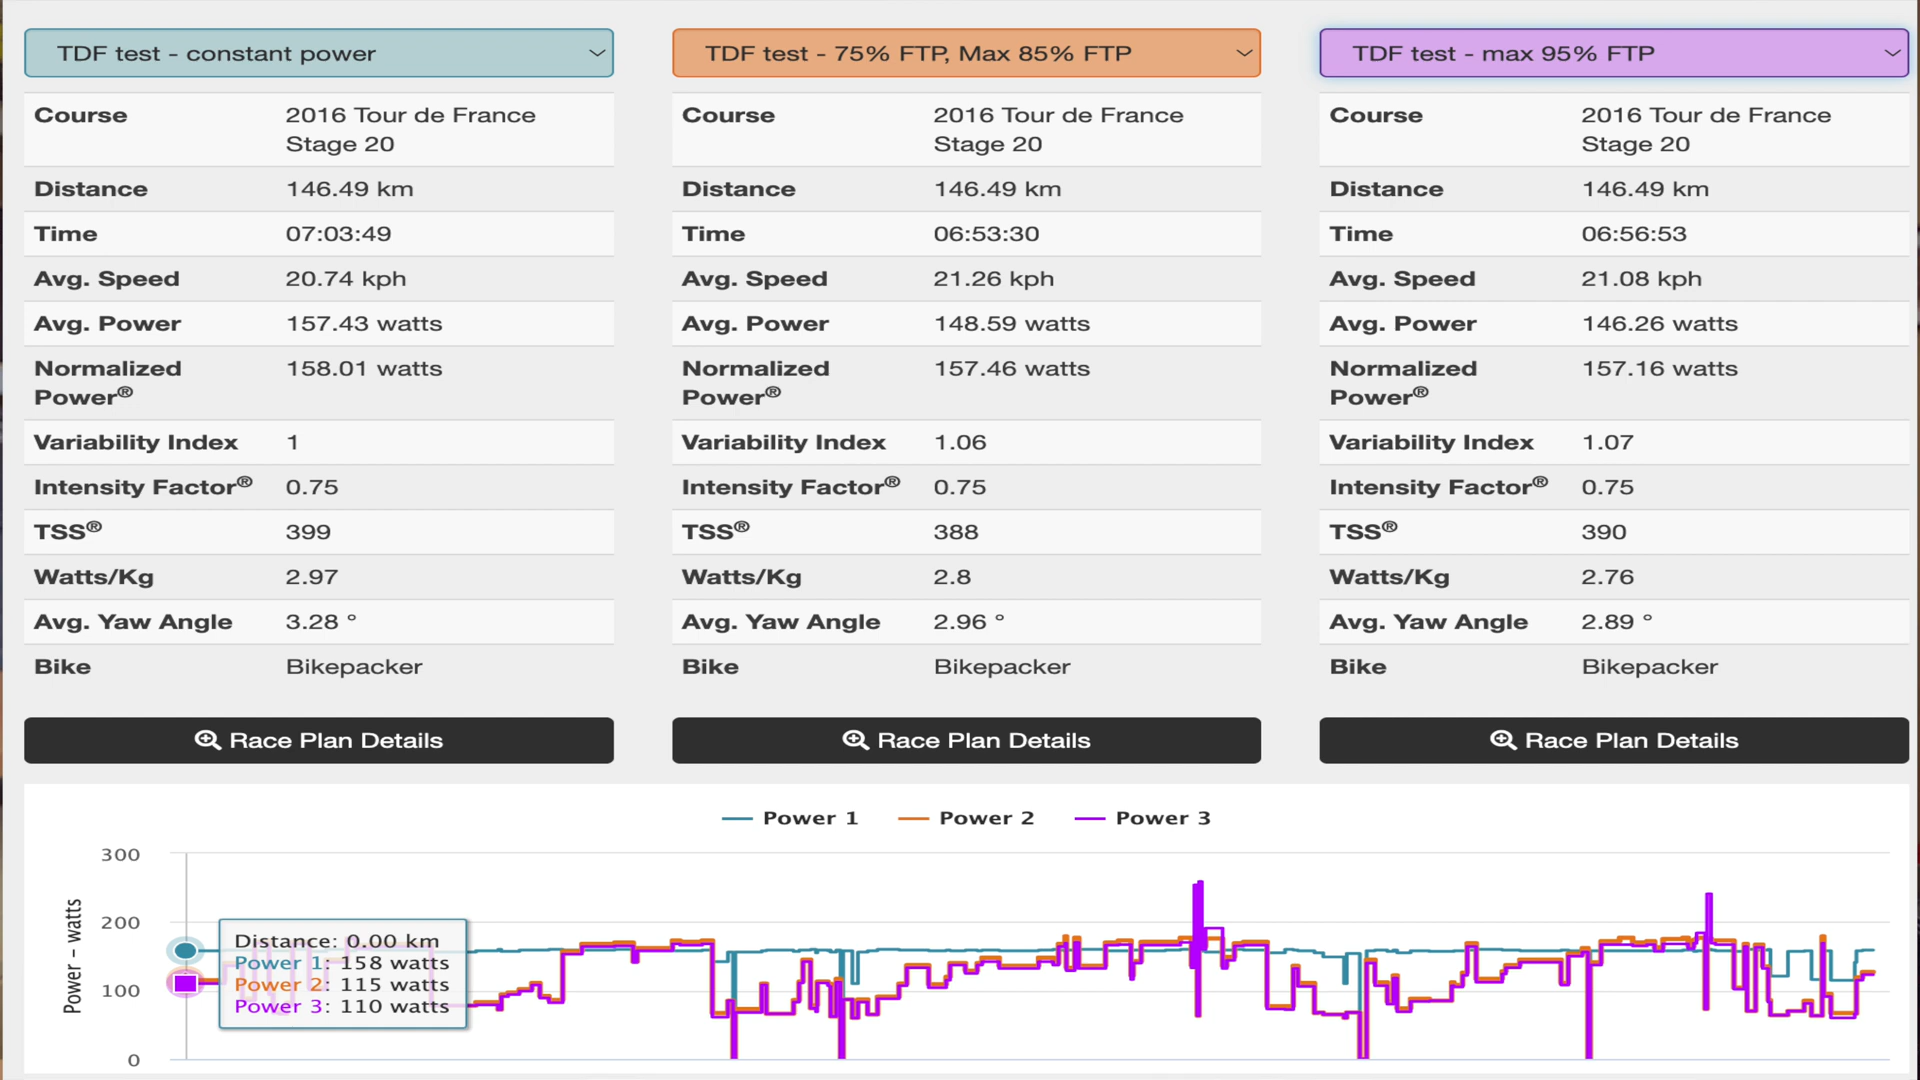 TDF test - constant power
Course 2016 Tour de France
Stage 20
Distance 146.49 km
Time 07:03:49
Avg. Speed 20.74 kph
Avg. Power 157.43 watts
Normalized 158.01 watts
Power®
Variability Index 1
Intensity Factor® 0.75
TSS® 399
Watts/Kg 2.97
Avg. Yaw Angle 3.28 °
Bike Bikepacker
Race Plan Details
TDF test - 75% FTP, Max 85% FTP
Course 2016 Tour de France
Stage 20
Distance 146.49 km
Time 06:53:30
Avg. Speed 21.26 kph
Avg. Power 148.59 watts
Normalized 157.46 watts
Power®
Variability Index 1.06
Intensity Factor® 0.75
TSS® 388
Watts/Kg 2.8
Avg. Yaw Angle 2.96 °
Bike Bikepacker
Race Plan Details
TDF test - max 95% FTP
Course 2016 Tour de France
Stage 20
Distance 146.49 km
Time 06:56:53
Avg. Speed 21.08 kph
Avg. Power 146.26 watts
Normalized 157.16 watts
Power®
Variability Index 1.07
Intensity Factor® 0.75
TSS® 390
Watts/Kg 2.76
Avg. Yaw Angle 2.89 °
Bike Bikepacker
Race Plan Details
Power 1 Power 2 Power 3
Power - watts
300
200
100
0
Distance: 0.00 km
Power 1: 158 watts
Power 2: 115 watts
Power 3: 110 watts